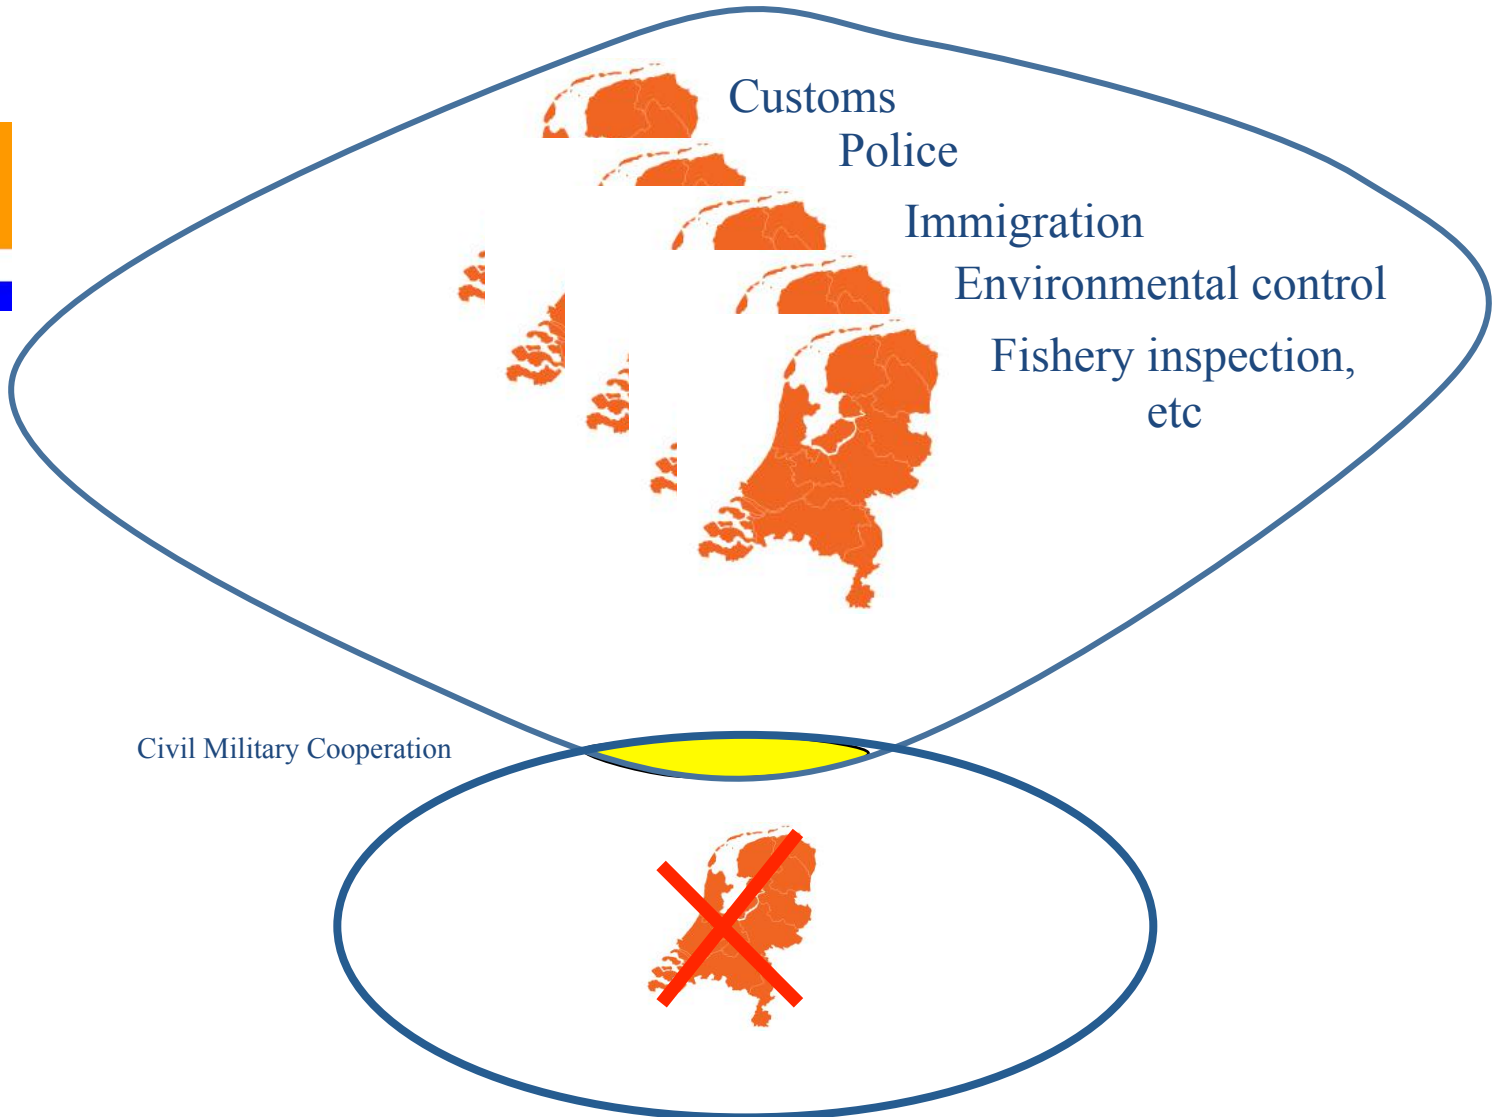 Customs
Police
Immigration
Environmental control
Fishery inspection,
etc
Civil Military Cooperation